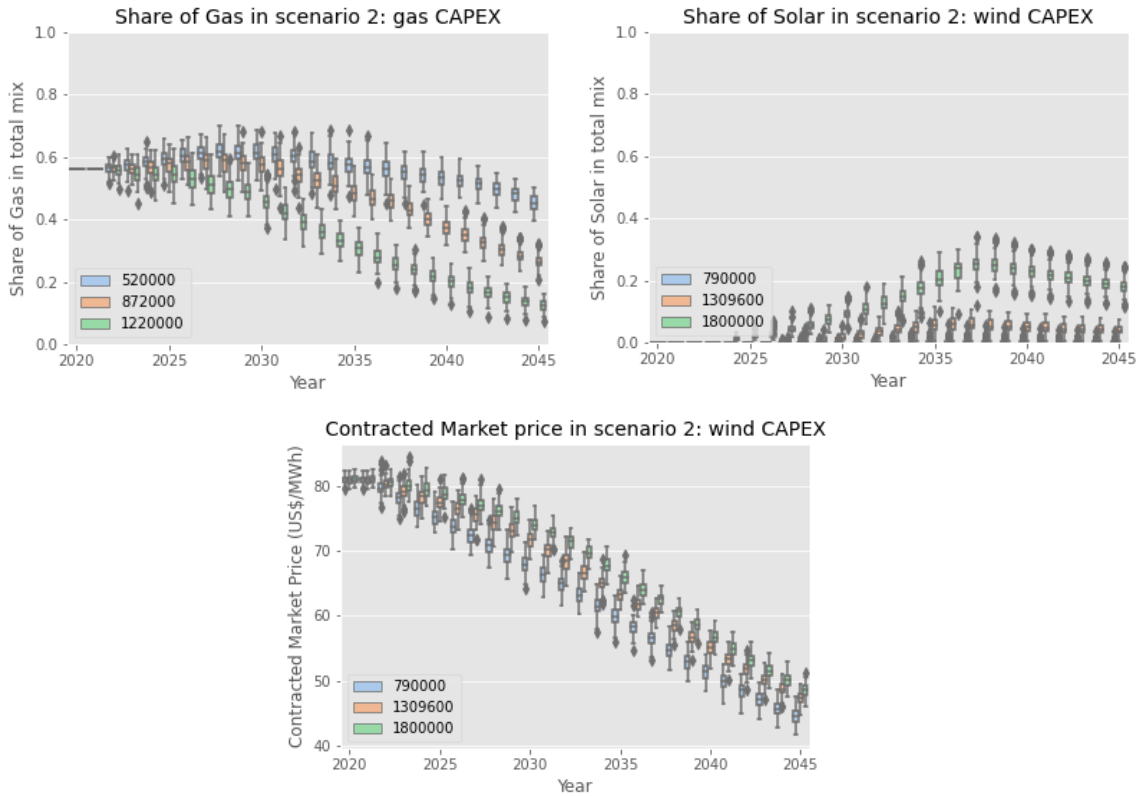 Share of Gas in scenario 2: gas CAPEX
1.0
0.8
0.6
0.4
0.2
0.0
Share of Gas in total mix
520000
872000
1220000
2020 2025 2030 2035 2040 2045
Year
Share of Solar in scenario 2: wind CAPEX
1.0
0.8
0.6
0.4
0.2
0.0
Share of Solar in total mix
790000
1309600
1800000
2020 2025 2030 2035 2040 2045
Year
Contracted Market price in scenario 2: wind CAPEX
80
70
60
50
40
Contracted Market Price (US$/MWh)
790000
1309600
1800000
2020 2025 2030 2035 2040 2045
Year